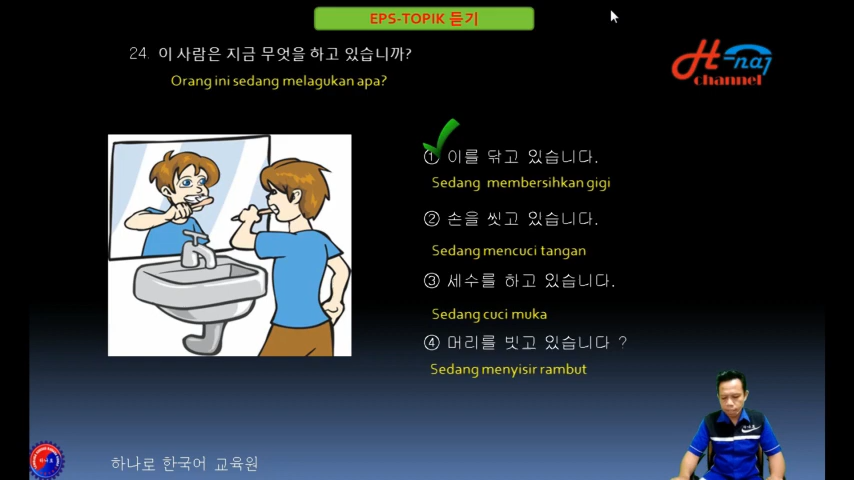 EPS-TOPIK 듣기
24. 이 사람은 지금 무엇을 하고 있습니까?
Orang ini sedang melagukan apa?
H-naj
channel
① 이를 닦고 있습니다.
Sedang membersihkan gigi
② 손을 씻고 있습니다.
Sedang mencuci tangan
③ 세수를 하고 있습니다.
Sedang cuci muka
④ 머리를 빗고 있습니다 ?
Sedang menyisir rambut
하나로 한국어 교육원